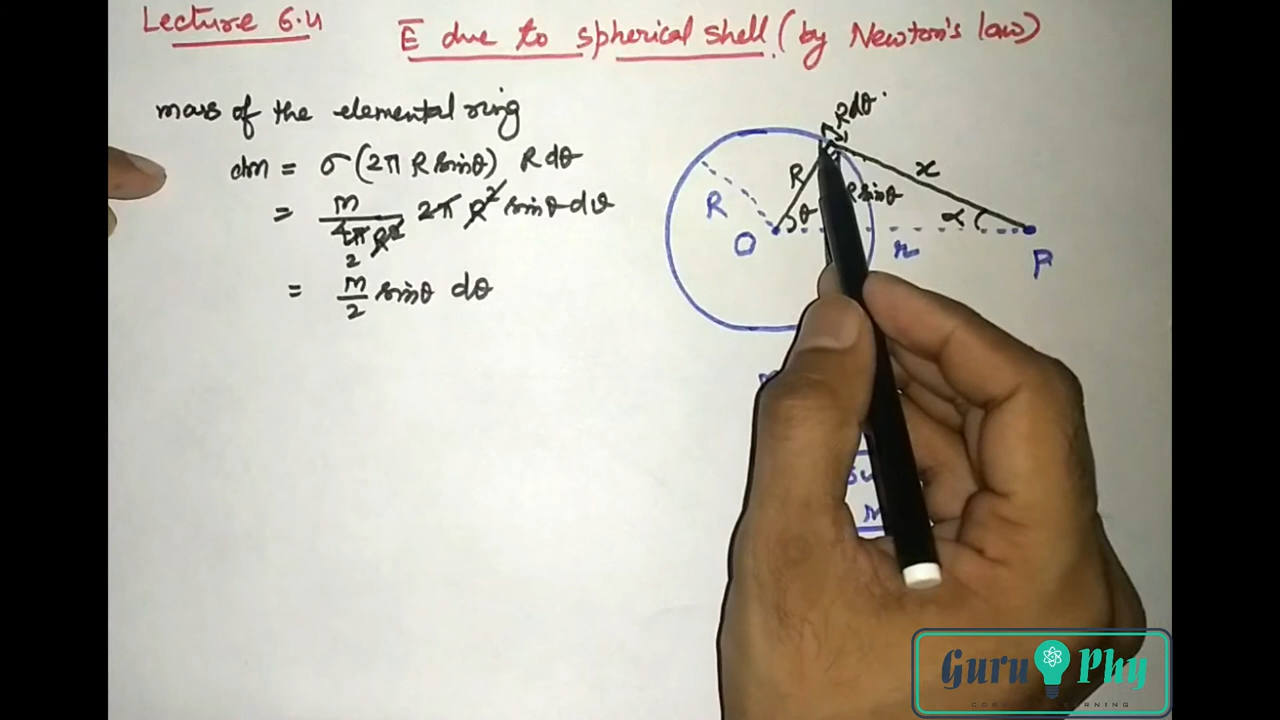 Lecture 6.4
E̅ due to spherical shell. (by Newton's law)
mass of the elemental ring
dm = σ (2π R sinθ) R dθ
= m/4πR² 2π R² sinθ dθ
2
= m/2 sinθ dθ
R dθ
R
R
θ
R sinθ
x
α
O
r
P
Guru Phy